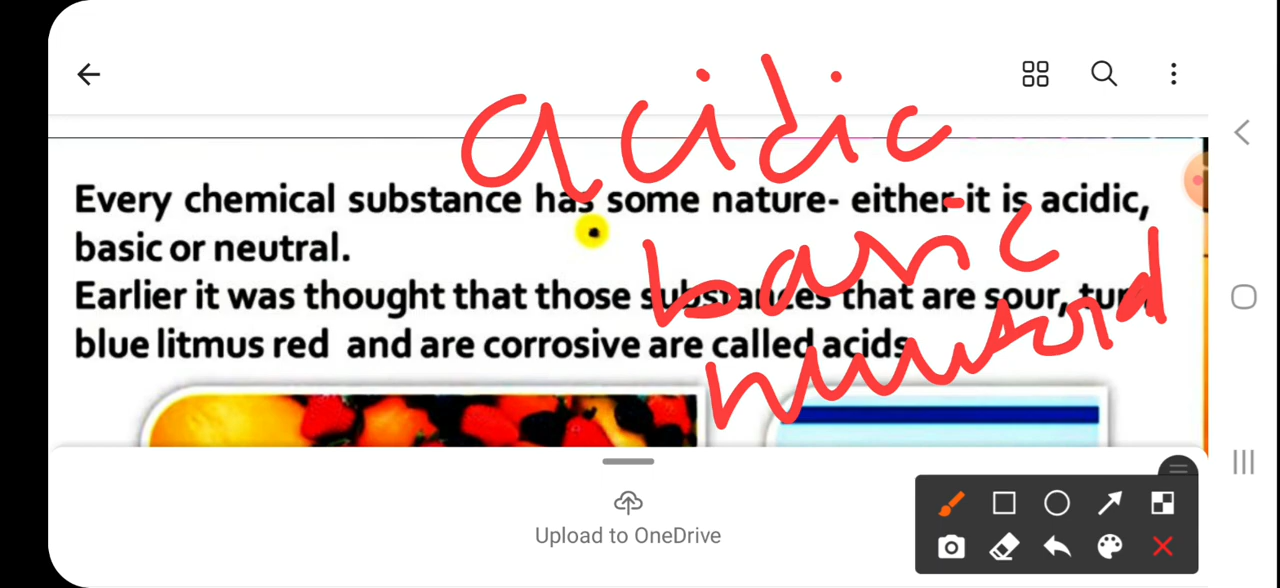 acidic
Every chemical substance has some nature- either it is acidic,
basic or neutral.
basic
Earlier it was thought that those substances that are sour, turn
blue litmus red and are corrosive are called acids
Upload to OneDrive